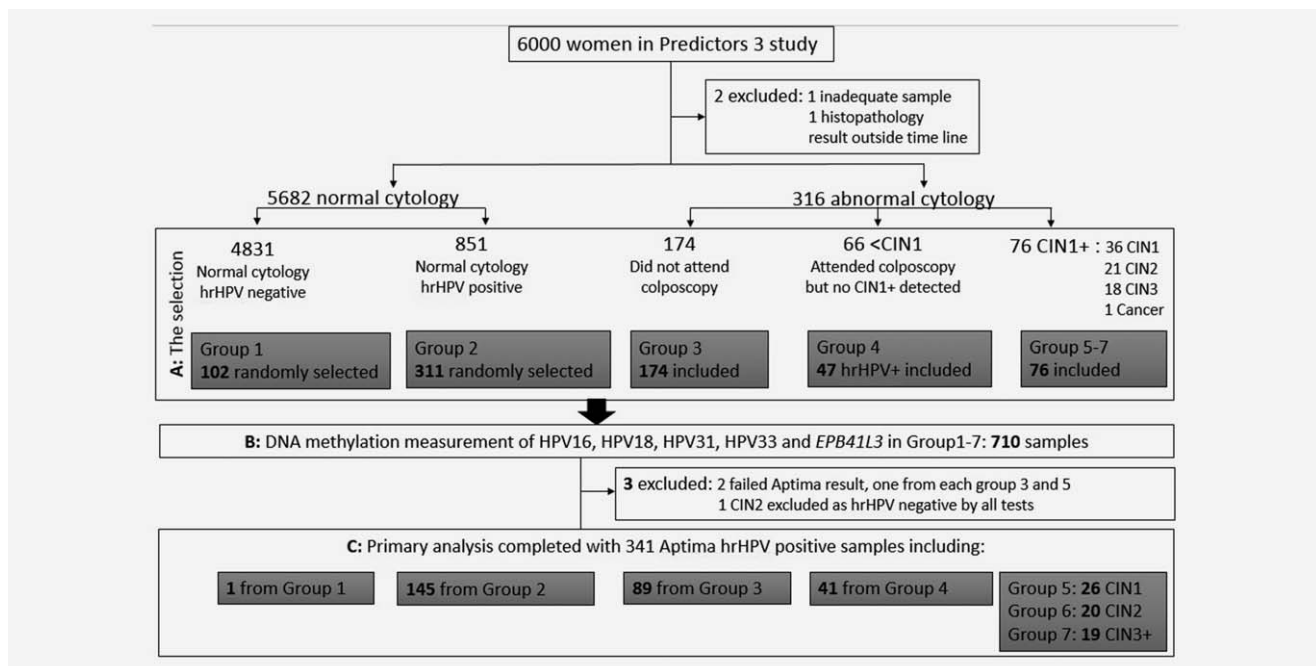 6000 women in Predictors 3 study
2 excluded: 1 inadequate sample
1 histopathology
result outside time line
5682 normal cytology
316 abnormal cytology
A: The selection
4831
Normal cytology
hrHPV negative
851
Normal cytology
hrHPV positive
174
Did not attend
colposcopy
66 <CIN1
Attended colposcopy
but no CIN1+ detected
76 CIN1+ : 36 CIN1
21 CIN2
18 CIN3
1 Cancer
Group 1
102 randomly selected
Group 2
311 randomly selected
Group 3
174 included
Group 4
47 hrHPV+ included
Group 5-7
76 included
B: DNA methylation measurement of HPV16, HPV18, HPV31, HPV33 and EPB41L3 in Group1-7: 710 samples
3 excluded: 2 failed Aptima result, one from each group 3 and 5
1 CIN2 excluded as hrHPV negative by all tests
C: Primary analysis completed with 341 Aptima hrHPV positive samples including:
1 from Group 1
145 from Group 2
89 from Group 3
41 from Group 4
Group 5: 26 CIN1
Group 6: 20 CIN2
Group 7: 19 CIN3+